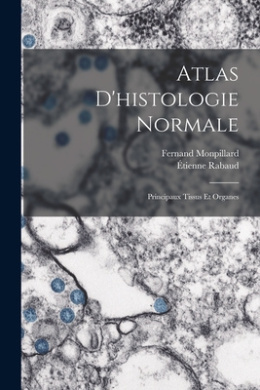 Atlas
D'histologie
Normale
Fernand Monpillard
Étienne Rabaud
Principaux Tissus Et Organes